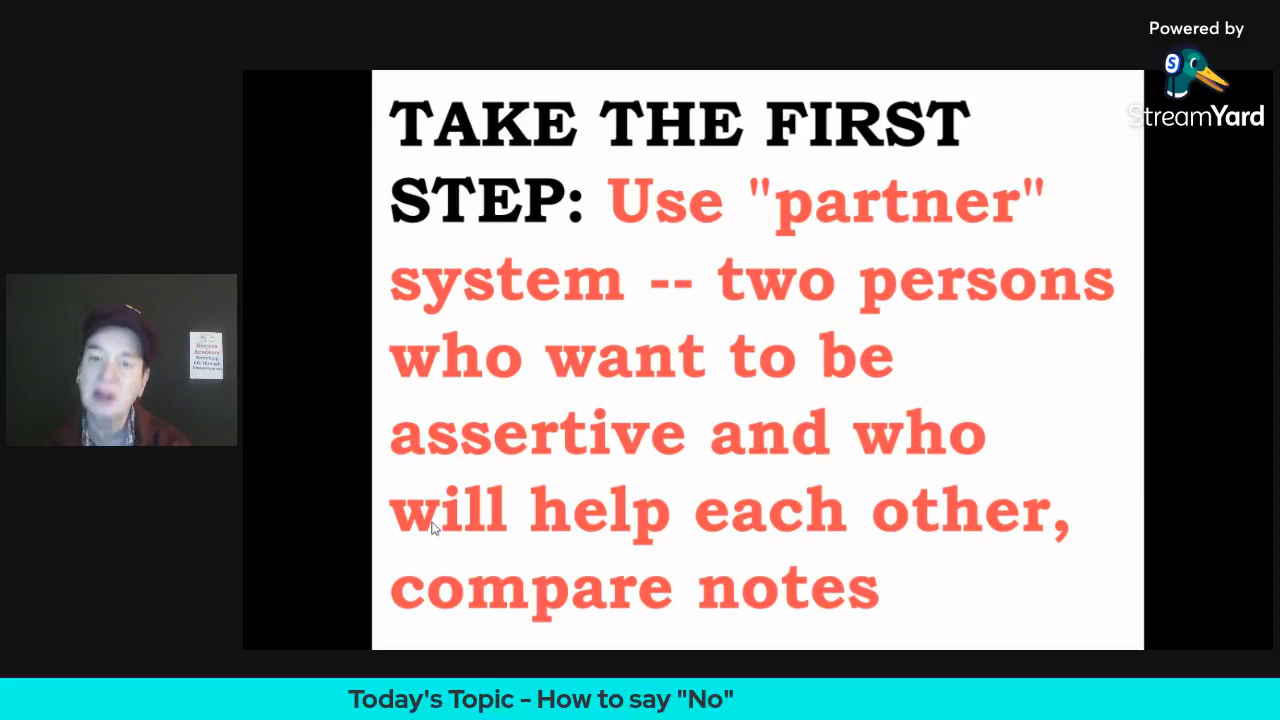 Powered by
StreamYard
TAKE THE FIRST
STEP: Use "partner"
system -- two persons
who want to be
assertive and who
will help each other,
compare notes
Academy
Today's Topic - How to say "No"